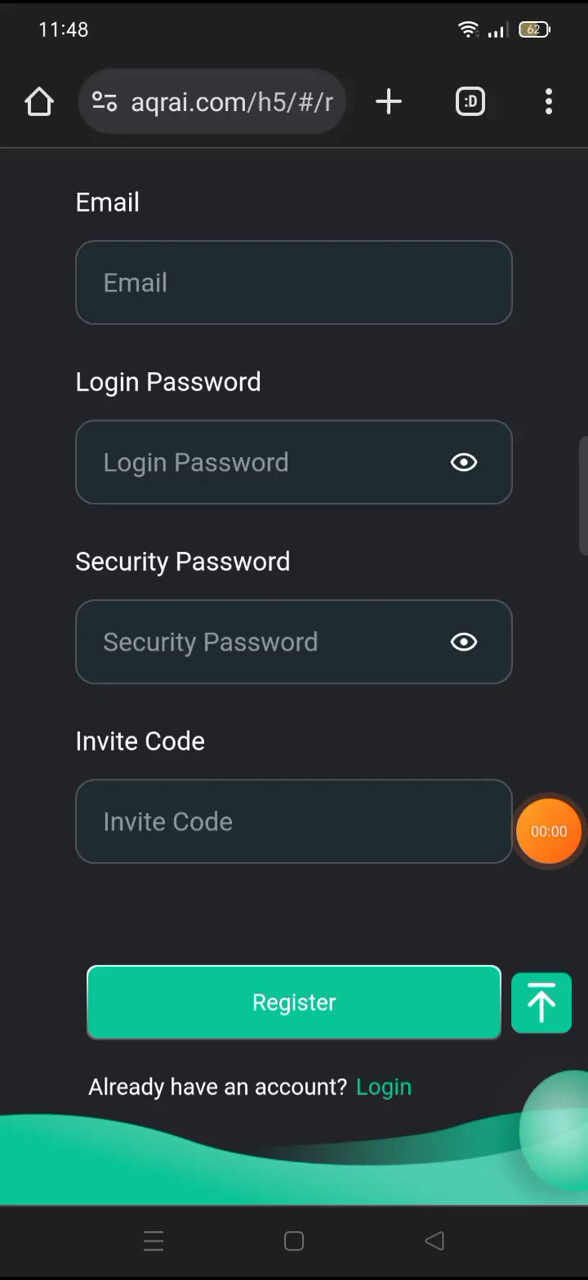 11:48
62
aqrai.com/h5/#/r
:D
Email
Email
Login Password
Login Password
Security Password
Security Password
Invite Code
Invite Code
00:00
Register
Already have an account? Login